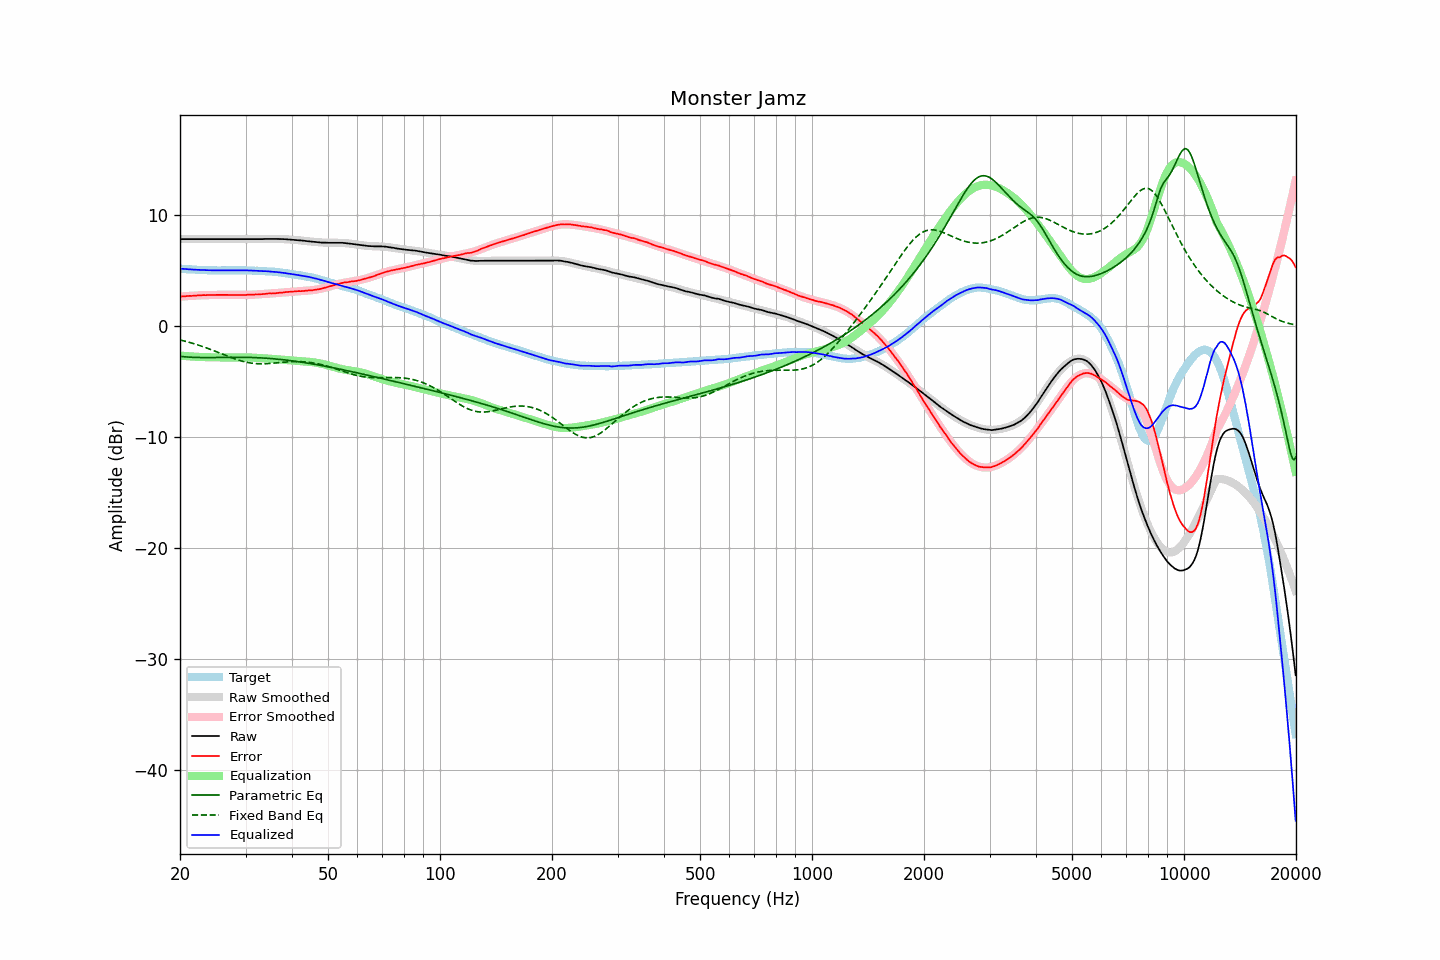 Monster Jamz
Amplitude (dBr)
10
0
−10
−20
−30
−40
Target
Raw Smoothed
Error Smoothed
Raw
Error
Equalization
Parametric Eq
Fixed Band Eq
Equalized
20 50 100 200 500 1000 2000 5000 10000 20000
Frequency (Hz)